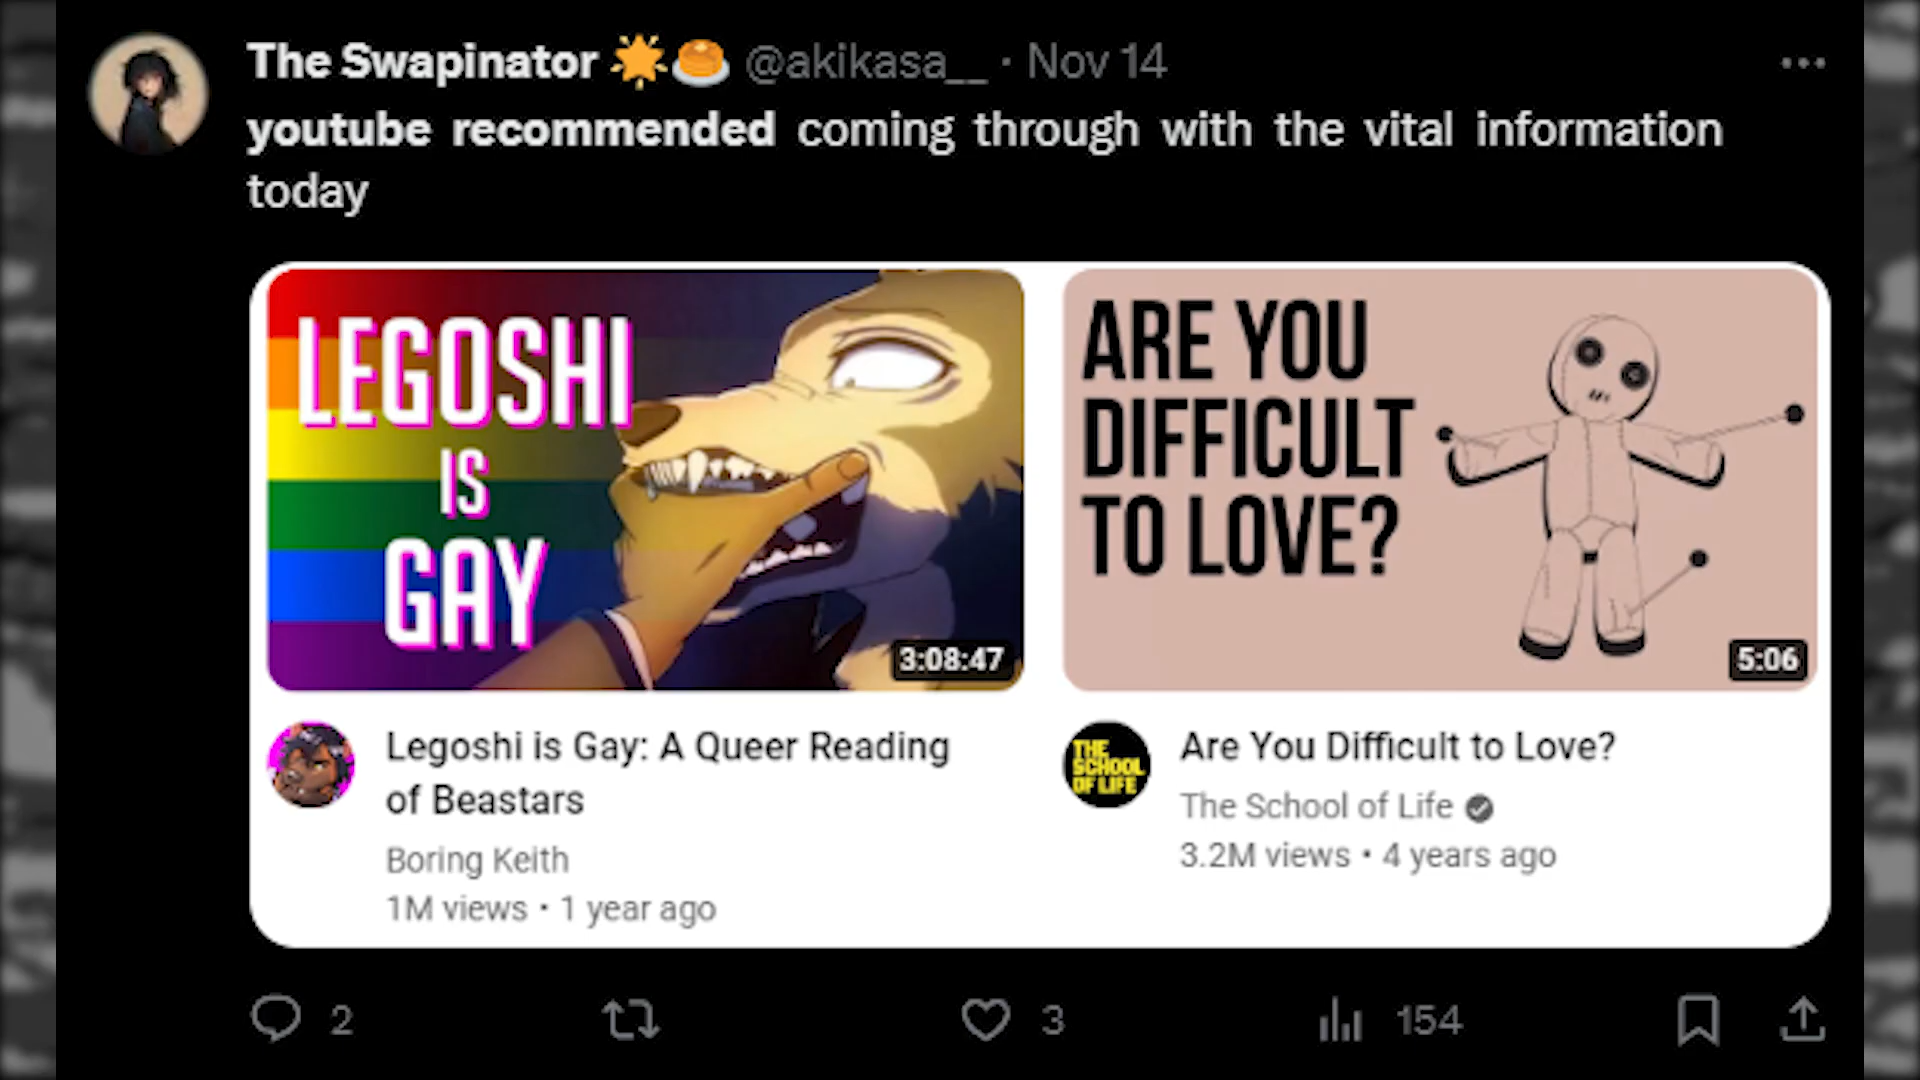 The Swapinator 🌟🍮 @akikasa__ · Nov 14
youtube recommended coming through with the vital information
today
LEGOSHI
IS
GAY
3:08:47
ARE YOU
DIFFICULT
TO LOVE?
5:06
Legoshi is Gay: A Queer Reading
of Beastars
Boring Keith
1M views • 1 year ago
THE
SCHOOL
OF LIFE
Are You Difficult to Love?
The School of Life
3.2M views • 4 years ago
2
3
154